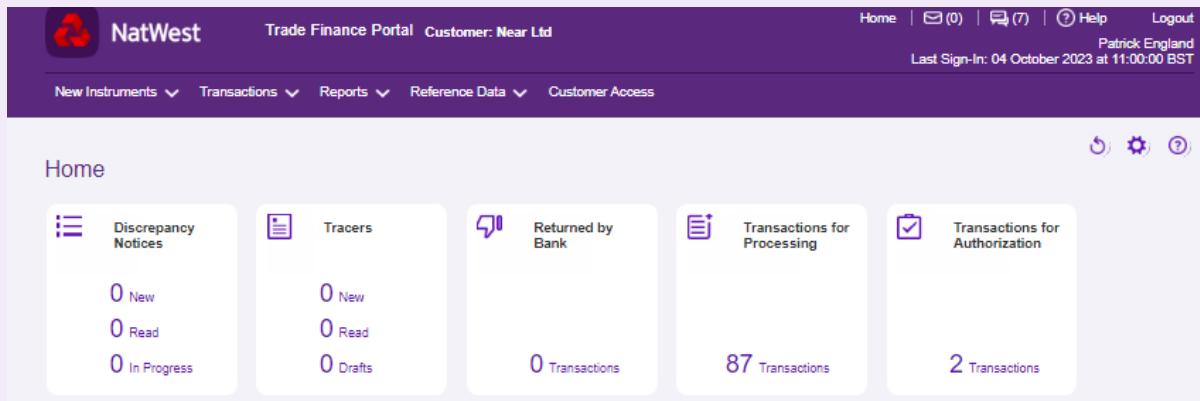 NatWest Trade Finance Portal Customer: Near Ltd Home (0) (7) Help Logout
Patrick England
Last Sign-In: 04 October 2023 at 11:00:00 BST
New Instruments Transactions Reports Reference Data Customer Access
Home
Discrepancy
Notices
0 New
0 Read
0 In Progress
Tracers
0 New
0 Read
0 Drafts
Returned by
Bank
0 Transactions
Transactions for
Processing
87 Transactions
Transactions for
Authorization
2 Transactions